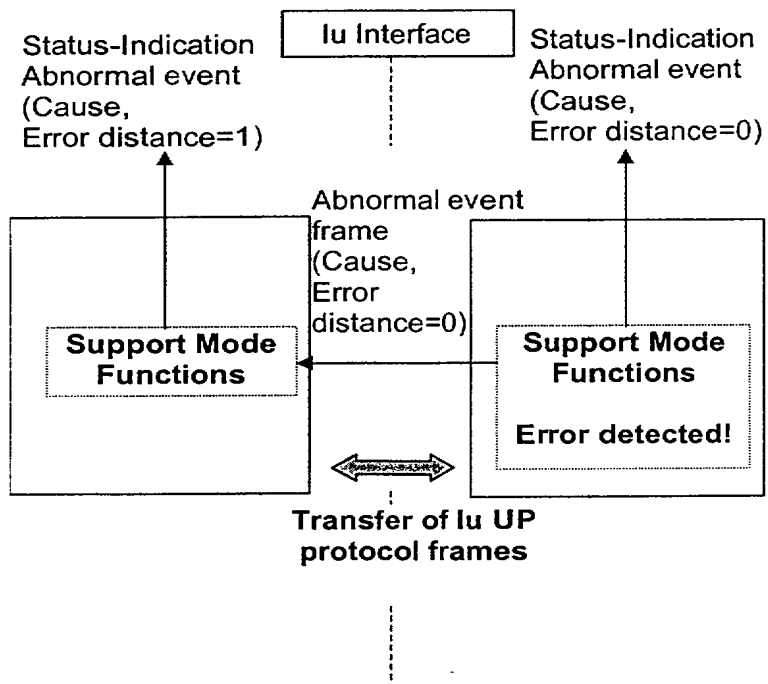 Iu Interface
Status-Indication
Abnormal event
(Cause,
Error distance=1)
Status-Indication
Abnormal event
(Cause,
Error distance=0)
Abnormal event
frame
(Cause,
Error
distance=0)
Support Mode
Functions
Support Mode
Functions
Error detected!
Transfer of Iu UP
protocol frames